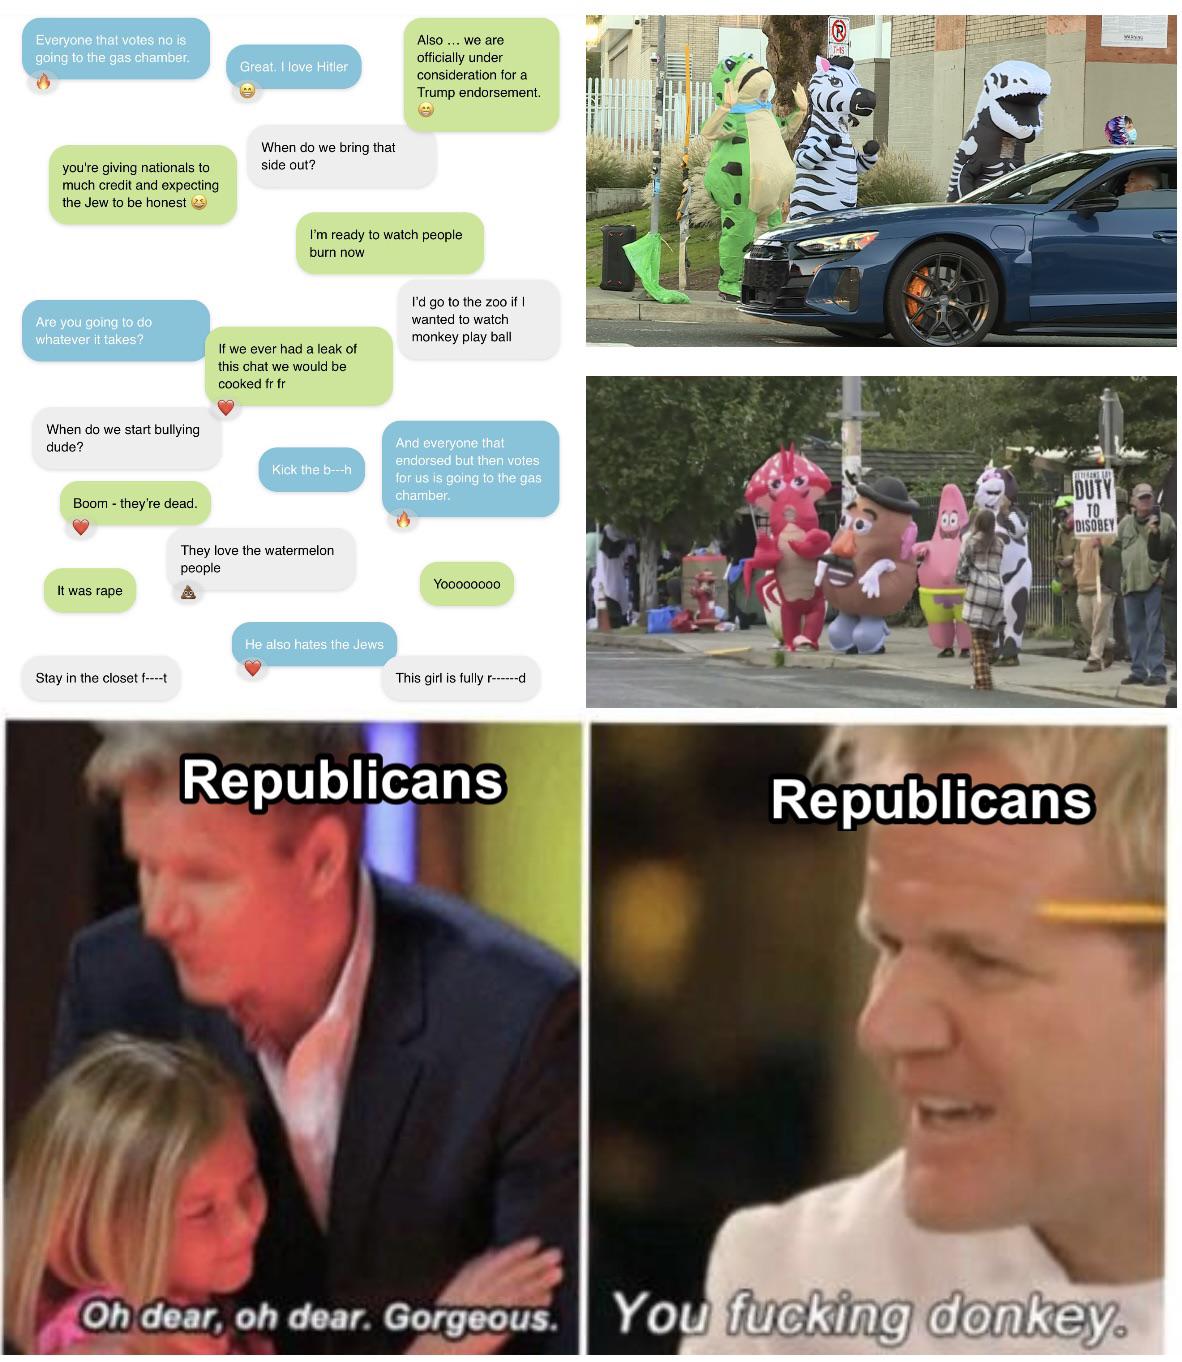 Everyone that votes no is
going to the gas chamber.
Great. I love Hitler
Also … we are
officially under
consideration for a
Trump endorsement.
When do we bring that
side out?
you're giving nationals to
much credit and expecting
the Jew to be honest
I'm ready to watch people
burn now
Are you going to do
whatever it takes?
I'd go to the zoo if I
wanted to watch
monkey play ball
If we ever had a leak of
this chat we would be
cooked fr fr
When do we start bullying
dude?
Kick the b---h
And everyone that
endorsed but then votes
for us is going to the gas
chamber.
Boom - they're dead.
They love the watermelon
people
It was rape
Yoooooooo
He also hates the Jews
Stay in the closet f----t
This girl is fully r------d
WARNING
DUTY
TO
DISOBEY
Republicans
Oh dear, oh dear. Gorgeous.
Republicans
You fucking donkey.